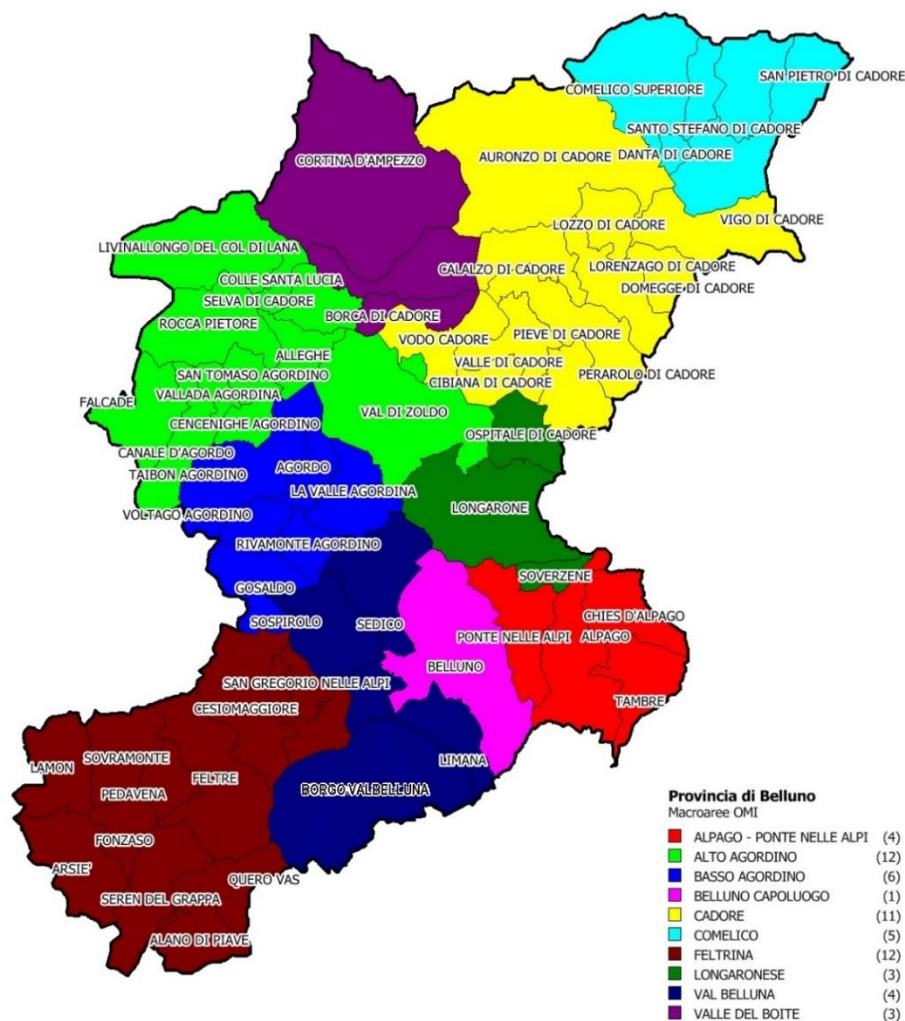 COMELICO SUPERIORE
SAN PIETRO DI CADORE
SANTO STEFANO DI CADORE
CORTINA D'AMPEZZO
AURONZO DI CADORE
DANTA DI CADORE
LOZZO DI CADORE
VIGO DI CADORE
LIVINALLONGO DEL COL DI LANA
COLLE SANTA LUCIA
CALALZO DI CADORE
LORENZAGO DI CADORE
SELVA DI CADORE
DOMEGGE DI CADORE
ROCCA PIETORE
BORCA DI CADORE
VODO CADORE
PIEVE DI CADORE
ALLEGHE
VALLE DI CADORE
SAN TOMASO AGORDINO
CIBIANA DI CADORE
PERAROLO DI CADORE
VALLADA AGORDINA
FALCADE
VAL DI ZOLDO
CENCENIGHE AGORDINO
OSPITALE DI CADORE
CANALE D'AGORDO
AGORDO
TAIBON AGORDINO
LA VALLE AGORDINA
LONGARONE
VOLTAGO AGORDINO
RIVAMONTE AGORDINO
SOVERZENE
GOSALDO
CHIES D'ALPAGO
SOSPIROLO
SEDICO
PONTE NELLE ALPI
ALPAGO
BELLUNO
SAN GREGORIO NELLE ALPI
TAMBRE
CESIOMAGGIORE
SOVRAMONTE
LIMANA
LAMON
FELTRE
PEDAVENA
BORGO VALBELLUNA
FONZASO
ARSIE'
QUERO VAS
SEREN DEL GRAPPA
ALANO DI PIAVE
Provincia di Belluno
Macroaree OMI
ALPAGO - PONTE NELLE ALPI (4)
ALTO AGORDINO (12)
BASSO AGORDINO (6)
BELLUNO CAPOLUOGO (1)
CADORE (11)
COMELICO (5)
FELTRINA (12)
LONGARONESE (3)
VAL BELLUNA (4)
VALLE DEL BOITE (3)